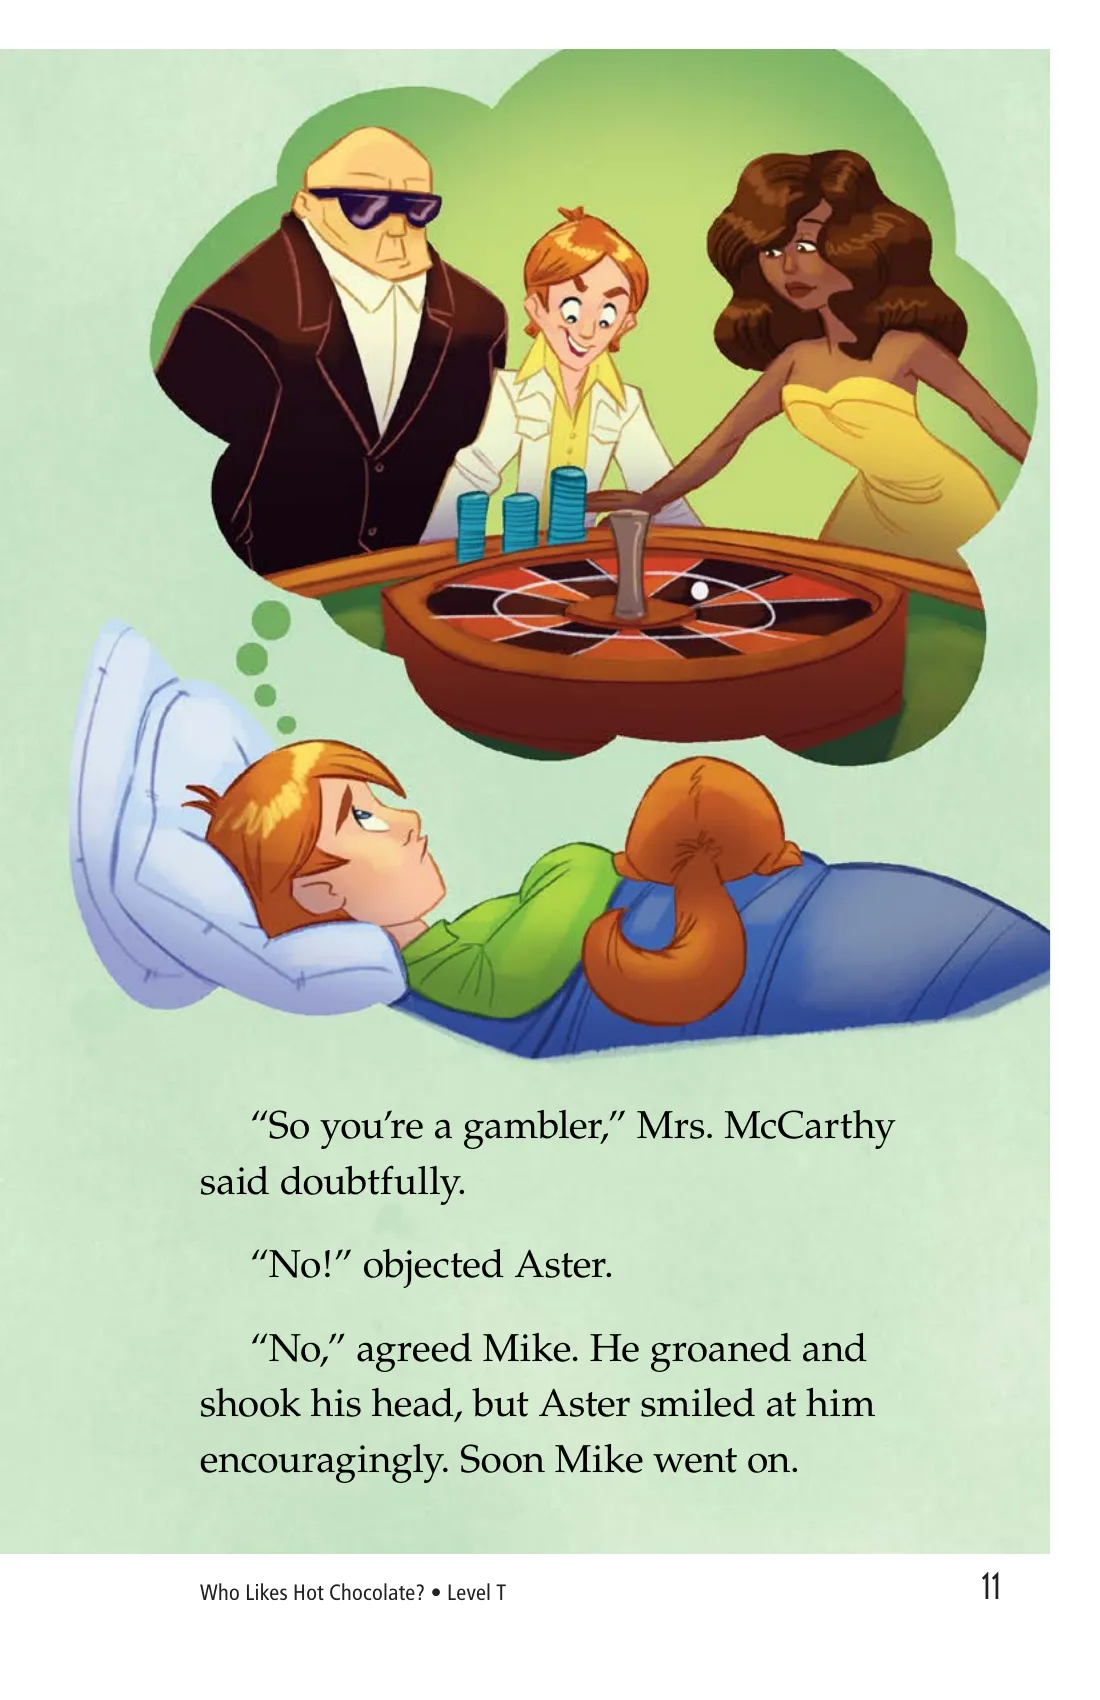 “So you’re a gambler,” Mrs. McCarthy
said doubtfully.
“No!” objected Aster.
“No,” agreed Mike. He groaned and
shook his head, but Aster smiled at him
encouragingly. Soon Mike went on.
Who Likes Hot Chocolate? • Level T
11